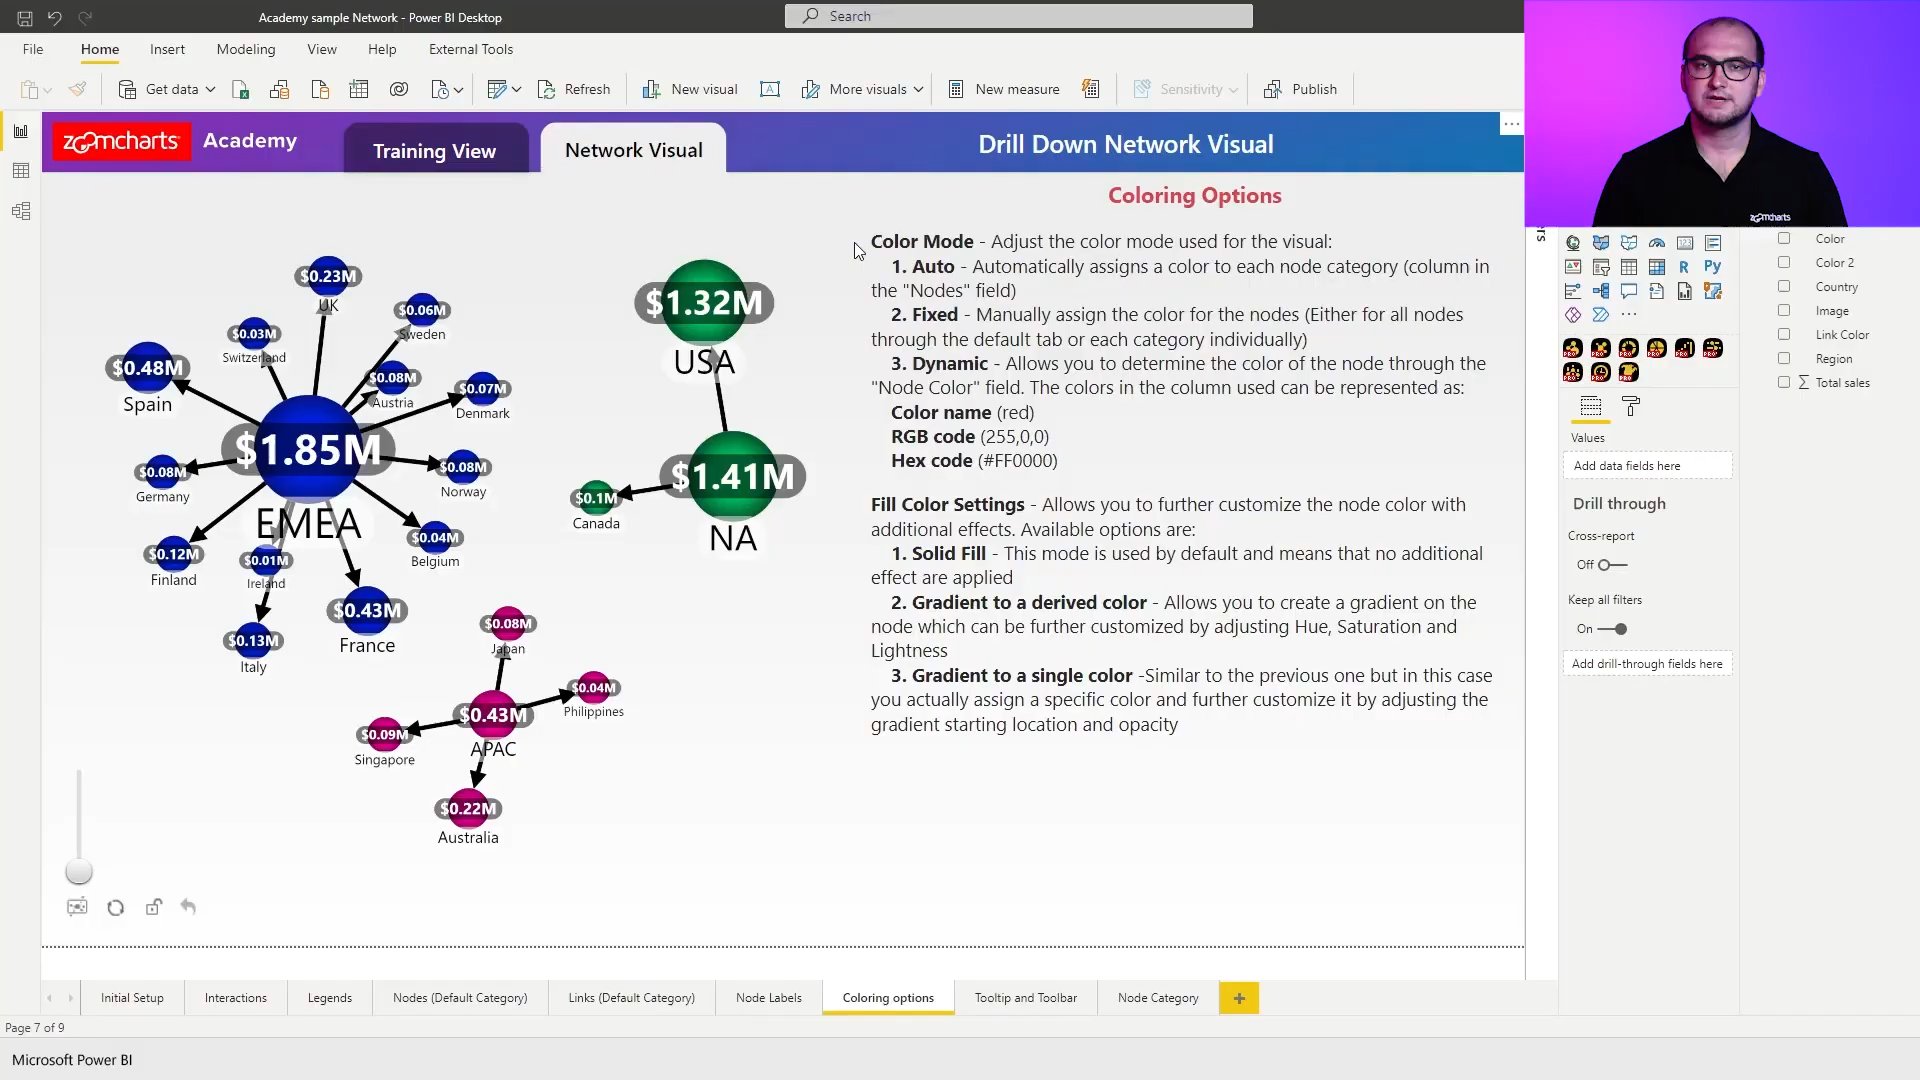 Academy sample Network - Power BI Desktop
Search
File
Home
Insert
Modeling
View
Help
External Tools
Get data
Refresh
New visual
More visuals
New measure
Sensitivity
Publish
zoomcharts
Academy
Training View
Network Visual
Drill Down Network Visual
Coloring Options
Color Mode - Adjust the color mode used for the visual:
1. Auto - Automatically assigns a color to each node category (column in
the "Nodes" field)
2. Fixed - Manually assign the color for the nodes (Either for all nodes
through the default tab or each category individually)
3. Dynamic - Allows you to determine the color of the node through the
"Node Color" field. The colors in the column used can be represented as:
Color name (red)
RGB code (255,0,0)
Hex code (#FF0000)
Fill Color Settings - Allows you to further customize the node color with
additional effects. Available options are:
1. Solid Fill - This mode is used by default and means that no additional
effect are applied
2. Gradient to a derived color - Allows you to create a gradient on the
node which can be further customized by adjusting Hue, Saturation and
Lightness
3. Gradient to a single color -Similar to the previous one but in this case
you actually assign a specific color and further customize it by adjusting the
gradient starting location and opacity
$0.23M
UK
$0.06M
Sweden
$0.03M
Switzerland
$0.48M
Spain
$0.08M
Austria
$0.07M
Denmark
$1.85M
EMEA
$0.08M
Germany
$0.08M
Norway
$0.12M
Finland
$0.01M
Ireland
$0.04M
Belgium
$0.13M
Italy
$0.43M
France
$1.32M
USA
$1.41M
NA
$0.1M
Canada
$0.08M
Japan
$0.04M
Philippines
$0.43M
APAC
$0.09M
Singapore
$0.22M
Australia
zoomcharts
ers
R
Py
123
PRO
PRO
PRO
PRO
PRO
PRO
PRO
PRO
PRO
Values
Add data fields here
Drill through
Cross-report
Off
Keep all filters
On
Add drill-through fields here
Color
Color 2
Country
Image
Link Color
Region
Σ Total sales
Initial Setup
Interactions
Legends
Nodes (Default Category)
Links (Default Category)
Node Labels
Coloring options
Tooltip and Toolbar
Node Category
+
Page 7 of 9
Microsoft Power BI